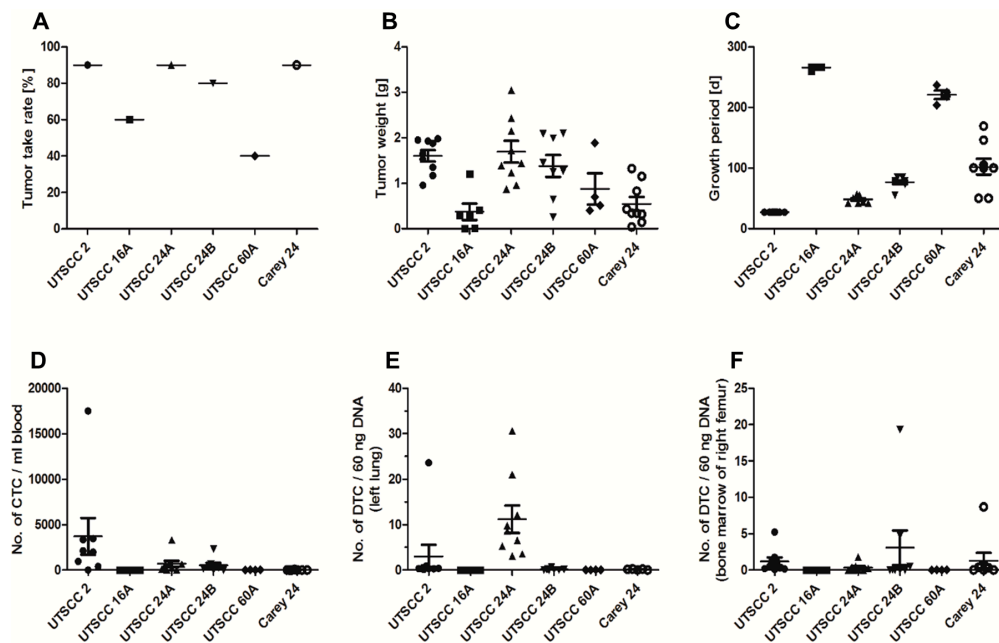 A
Tumor take rate [%]
100
80
60
40
20
0
UTSCC 2
UTSCC 16A
UTSCC 24A
UTSCC 24B
UTSCC 60A
Carey 24
B
Tumor weight [g]
4
3
2
1
0
UTSCC 2
UTSCC 16A
UTSCC 24A
UTSCC 24B
UTSCC 60A
Carey 24
C
Growth period [d]
300
200
100
0
UTSCC 2
UTSCC 16A
UTSCC 24A
UTSCC 24B
UTSCC 60A
Carey 24
D
No. of CTC / ml blood
20000
15000
10000
5000
0
UTSCC 2
UTSCC 16A
UTSCC 24A
UTSCC 24B
UTSCC 60A
Carey 24
E
No. of DTC / 60 ng DNA
(left lung)
40
30
20
10
0
UTSCC 2
UTSCC 16A
UTSCC 24A
UTSCC 24B
UTSCC 60A
Carey 24
F
No. of DTC / 60 ng DNA
(bone marrow of right femur)
25
20
15
10
5
0
UTSCC 2
UTSCC 16A
UTSCC 24A
UTSCC 24B
UTSCC 60A
Carey 24